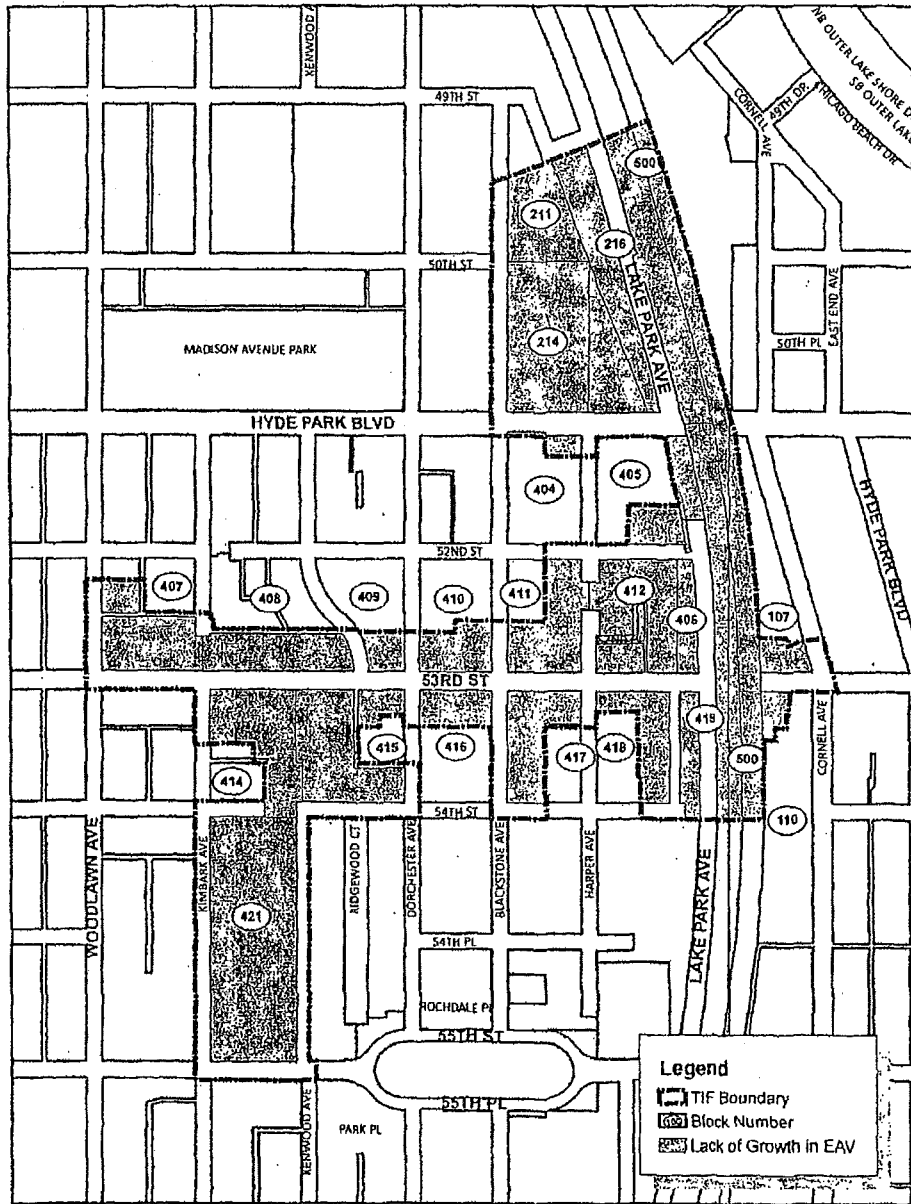 KENWOOD A
NB OUTER LAKE SHORE D
SB OUTER LAKE
49TH ST
CORNELL AVE
49TH DR
CHICAGO BEACH DR
500
211
216
50TH ST
LAKE PARK AVE
EAST END AVE
MADISON AVENUE PARK
214
50TH PL
HYDE PARK BLVD
404
405
HYDE PARK BLVD
52ND ST
407
408
409
410
411
412
406
107
53RD ST
419
415
416
417
418
500
CORNELL AVE
414
54TH ST
110
WOODLAWN AVE
KIMBARK AVE
421
RIDGEWOOD CT
DORCHESTER AVE
BLACKSTONE AVE
HARPER AVE
LAKE PARK AVE
54TH PL
ROCHDALE PL
55TH ST
55TH PL
KENWOOD AVE
PARK PL
Legend
TIF Boundary
Block Number
Lack of Growth in EAV